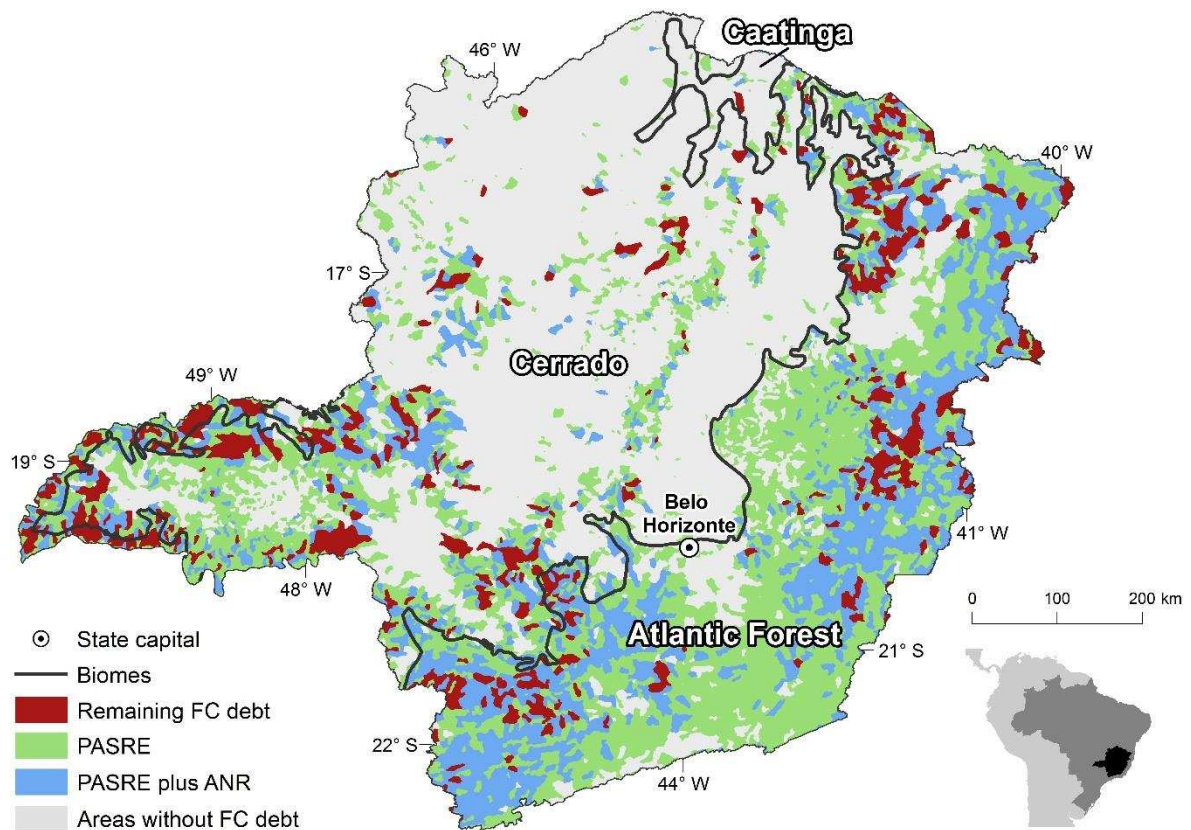 Caatinga
46° W
40° W
17° S
Cerrado
49° W
19° S
Belo
Horizonte
41° W
48° W
0 100 200 km
State capital
Atlantic Forest
21° S
Biomes
Remaining FC debt
PASRE
22° S
44° W
PASRE plus ANR
Areas without FC debt